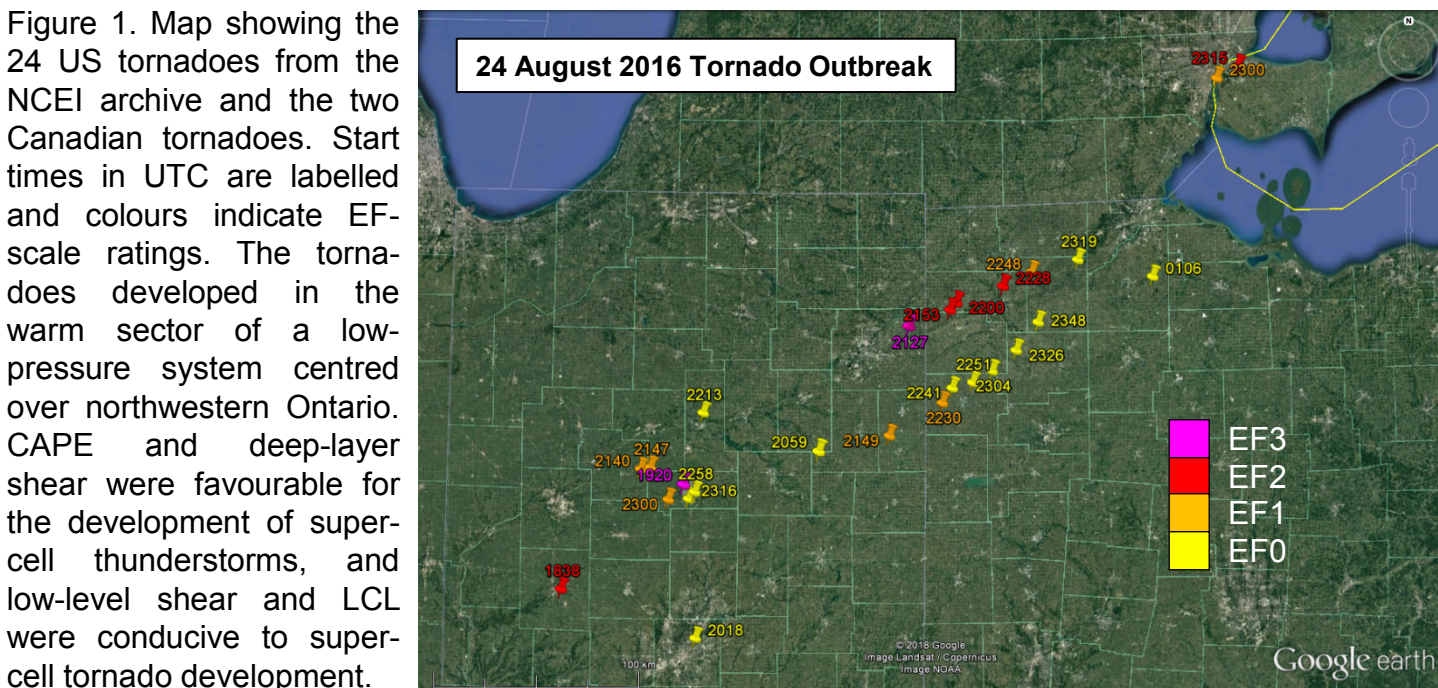 Figure 1. Map showing the
24 US tornadoes from the
NCEI archive and the two
Canadian tornadoes. Start
times in UTC are labelled
and colours indicate EF-
scale ratings. The torna-
does developed in the
warm sector of a low-
pressure system centred
over northwestern Ontario.
CAPE and deep-layer
shear were favourable for
the development of super-
cell thunderstorms, and
low-level shear and LCL
were conducive to super-
cell tornado development.
24 August 2016 Tornado Outbreak
N
2315
2300
2319
2248
0106
2228
2153
2200
2348
2127
2326
2251
2241
2304
2213
2230
2059
2149
2147
2140
1920
2258
2316
2300
1838
2018
EF3
EF2
EF1
EF0
100 km
©2018 Google
Image Landsat / Copernicus
Image NOAA
Google earth